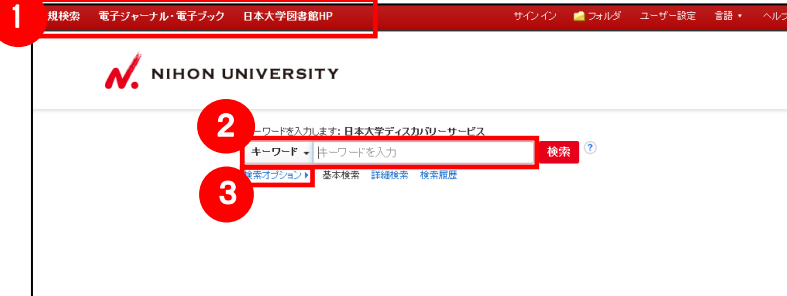 1
規検索 電子ジャーナル・電子ブック 日本大学図書館HP サインイン フォルダ ユーザー設定 言語 ヘルプ
NIHON UNIVERSITY
2
ーワードを入力します: 日本大学ディスカバリーサービス
キーワード キーワードを入力 検索 ?
検索オプション 基本検索 詳細検索 検索履歴
3